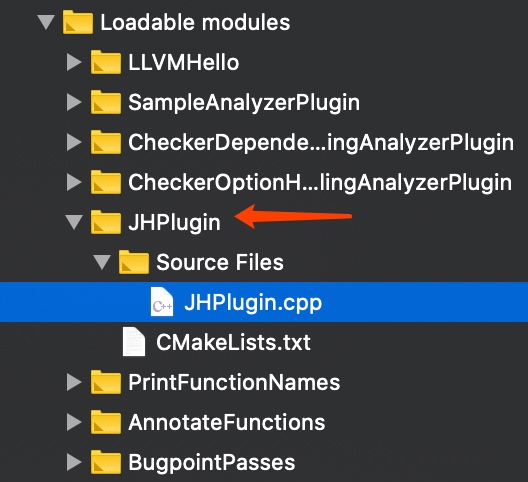 Loadable modules
LLVMHello
SampleAnalyzerPlugin
CheckerDepende...ingAnalyzerPlugin
CheckerOptionH...lingAnalyzerPlugin
JHPlugin
Source Files
C++ JHPlugin.cpp
CMakeLists.txt
PrintFunctionNames
AnnotateFunctions
BugpointPasses